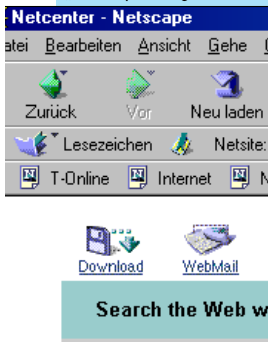 - Netcenter - Netscape
atei Bearbeiten Ansicht Gehe
Zurück Vor Neu laden
Lesezeichen Netsite:
T-Online Internet N
Download WebMail
Search the Web w